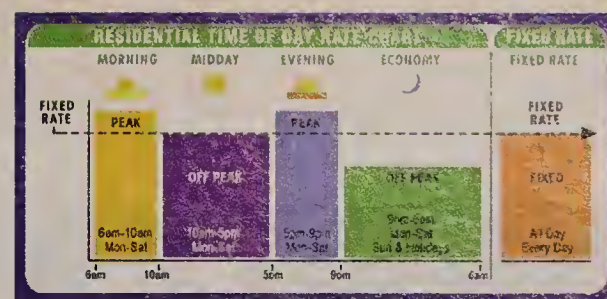 RESIDENTIAL TIME OF DAY RATE CHART
FIXED RATE
MORNING MIDDAY EVENING ECONOMY FIXED RATE
FIXED RATE
FIXED RATE
PEAK
OFF PEAK
PEAK
OFF PEAK
FIXED
6am-10am
Mon-Sat
10am-5pm
Mon-Sat
5pm-9pm
Mon-Sat
9pm-6am
Mon-Sat
Sun & Holidays
All Day
Every Day
6am 10am 5pm 9pm 6am